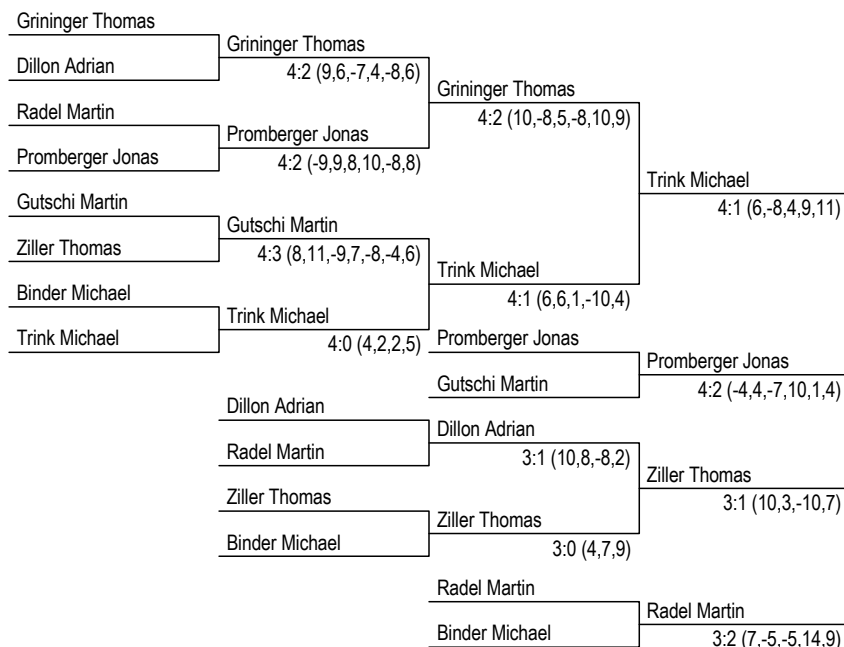 Grininger Thomas
Grininger Thomas
Dillon Adrian
4:2 (9,6,-7,4,-8,6)
Grininger Thomas
Radel Martin
4:2 (10,-8,5,-8,10,9)
Promberger Jonas
Promberger Jonas
4:2 (-9,9,8,10,-8,8)
Trink Michael
Gutschi Martin
4:1 (6,-8,4,9,11)
Gutschi Martin
Ziller Thomas
4:3 (8,11,-9,7,-8,-4,6)
Trink Michael
Binder Michael
4:1 (6,6,1,-10,4)
Trink Michael
Trink Michael
4:0 (4,2,2,5)
Promberger Jonas
Promberger Jonas
Gutschi Martin
4:2 (-4,4,-7,10,1,4)
Dillon Adrian
Dillon Adrian
Radel Martin
3:1 (10,8,-8,2)
Ziller Thomas
Ziller Thomas
3:1 (10,3,-10,7)
Ziller Thomas
Binder Michael
3:0 (4,7,9)
Radel Martin
Radel Martin
Binder Michael
3:2 (7,-5,-5,14,9)